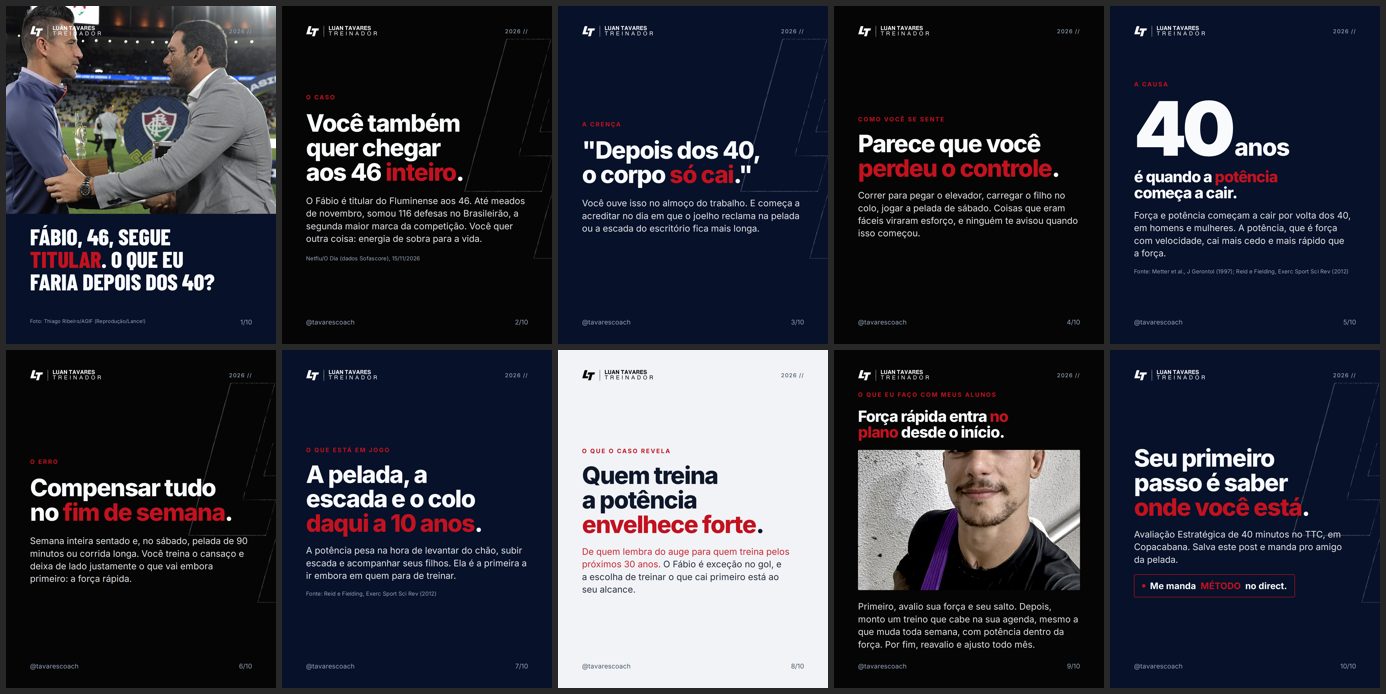 LT | LUAN TAVARES
TREINADOR
2026 //
FÁBIO, 46, SEGUE
TITULAR. O QUE EU
FARIA DEPOIS DOS 40?
Foto: Thiago Ribeiro/AGIF (Reprodução/Lance!)
1/10
LT | LUAN TAVARES
TREINADOR
2026 //
O CASO
Você também
quer chegar
aos 46 inteiro.
O Fábio é titular do Fluminense aos 46. Até meados
de novembro, somou 116 defesas no Brasileirão, a
segunda maior marca da competição. Você quer
outra coisa: energia de sobra para a vida.
Netflu/O Dia (dados Sofascore), 15/11/2026
@tavarescoach
2/10
LT | LUAN TAVARES
TREINADOR
2026 //
A CRENÇA
"Depois dos 40,
o corpo só cai."
Você ouve isso no almoço do trabalho. E começa a
acreditar no dia em que o joelho reclama na pelada
ou a escada do escritório fica mais longa.
@tavarescoach
3/10
LT | LUAN TAVARES
TREINADOR
2026 //
COMO VOCÊ SE SENTE
Parece que você
perdeu o controle.
Correr para pegar o elevador, carregar o filho no
colo, jogar a pelada de sábado. Coisas que eram
fáceis viraram esforço, e ninguém te avisou quando
isso começou.
@tavarescoach
4/10
LT | LUAN TAVARES
TREINADOR
2026 //
A CAUSA
40 anos
é quando a potência
começa a cair.
Força e potência começam a cair por volta dos 40,
em homens e mulheres. A potência, que é força
com velocidade, cai mais cedo e mais rápido que
a força.
Fonte: Metter et al., J Gerontol (1997); Reid e Fielding, Exerc Sport Sci Rev (2012)
@tavarescoach
5/10
LT | LUAN TAVARES
TREINADOR
2026 //
O ERRO
Compensar tudo
no fim de semana.
Semana inteira sentado e, no sábado, pelada de 90
minutos ou corrida longa. Você treina o cansaço e
deixa de lado justamente o que vai embora
primeiro: a força rápida.
@tavarescoach
6/10
LT | LUAN TAVARES
TREINADOR
2026 //
O QUE ESTÁ EM JOGO
A pelada, a
escada e o colo
daqui a 10 anos.
A potência pesa na hora de levantar do chão, subir
escada e acompanhar seus filhos. Ela é a primeira a
ir embora em quem para de treinar.
Fonte: Reid e Fielding, Exerc Sport Sci Rev (2012)
@tavarescoach
7/10
LT | LUAN TAVARES
TREINADOR
2026 //
O QUE O CASO REVELA
Quem treina
a potência
envelhece forte.
De quem lembra do auge para quem treina pelos
próximos 30 anos. O Fábio é exceção no gol, e
a escolha de treinar o que cai primeiro está ao
seu alcance.
@tavarescoach
8/10
LT | LUAN TAVARES
TREINADOR
2026 //
O QUE EU FAÇO COM MEUS ALUNOS
Força rápida entra no
plano desde o início.
Primeiro, avalio sua força e seu salto. Depois,
monto um treino que cabe na sua agenda, mesmo a
que muda toda semana, com potência dentro da
força. Por fim, reavalio e ajusto todo mês.
@tavarescoach
9/10
LT | LUAN TAVARES
TREINADOR
2026 //
Seu primeiro
passo é saber
onde você está.
Avaliação Estratégica de 40 minutos no TTC, em
Copacabana. Salva este post e manda pro amigo
da pelada.
Me manda MÉTODO no direct.
@tavarescoach
10/10